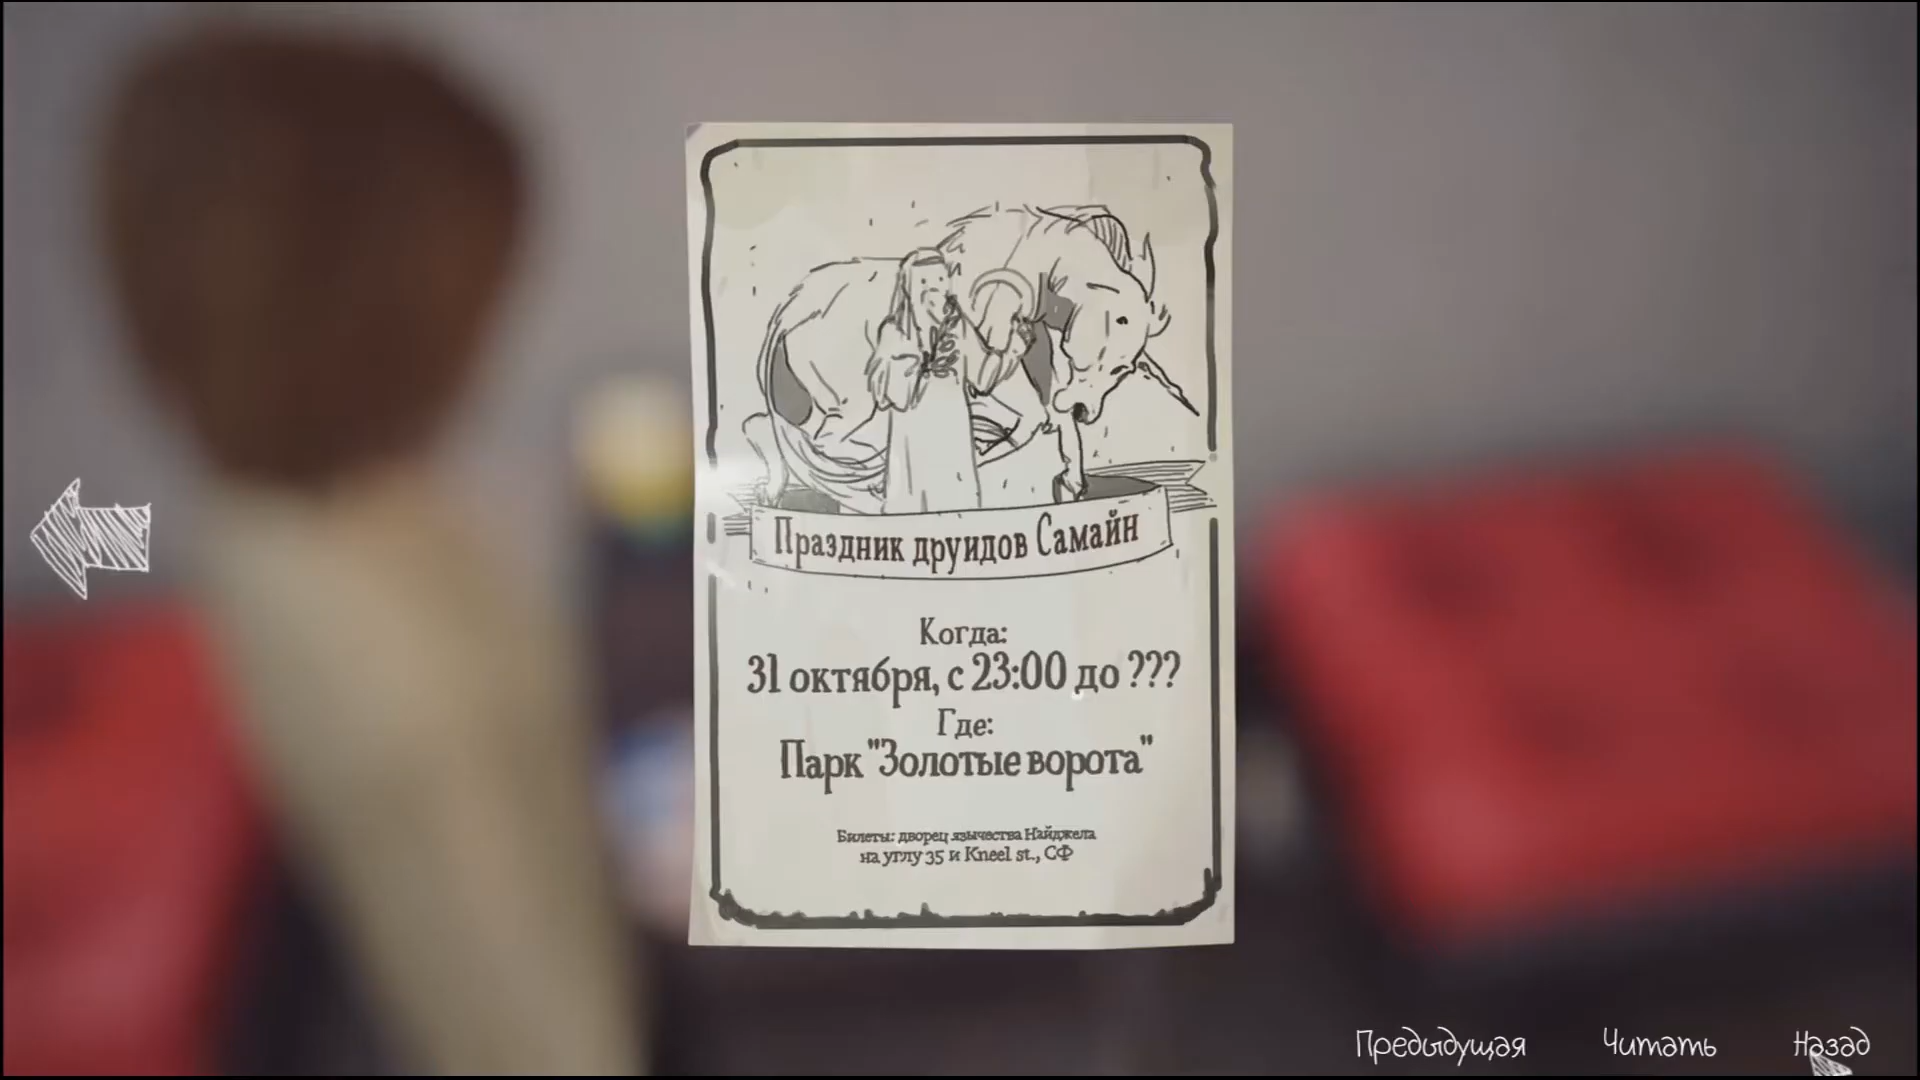 Праздник друидов Самайн
Когда:
31 октября, с 23:00 до ???
Где:
Парк "Золотые ворота"
Билеты: дворец язычества Найджела
на углу 35 и Kneel st., СФ
Предыдущая Читать Назад